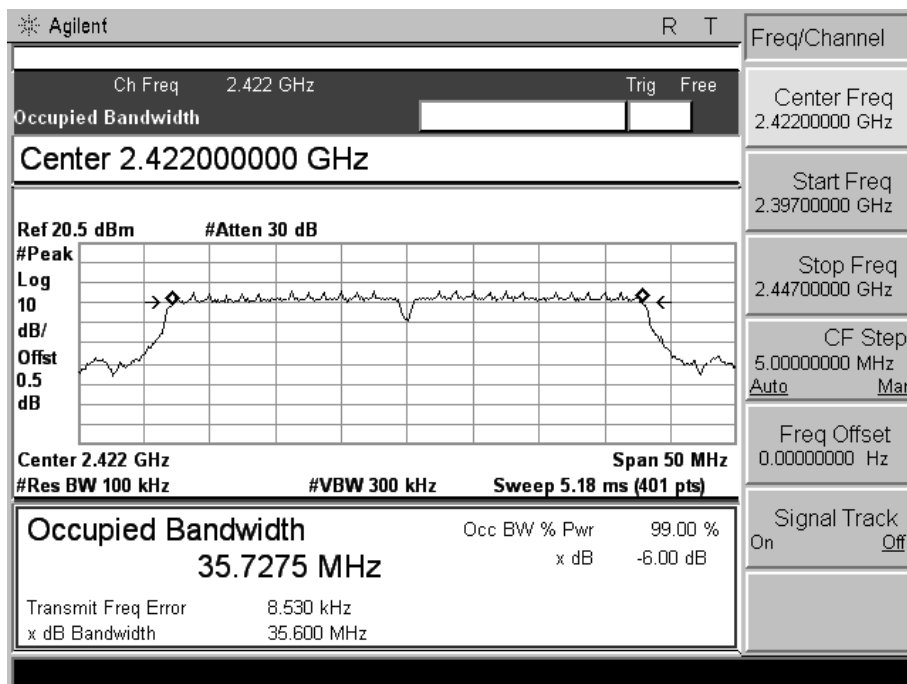 Agilent R T
Ch Freq 2.422 GHz Trig Free
Occupied Bandwidth
Center 2.422000000 GHz
Ref 20.5 dBm #Atten 30 dB
#Peak
Log
10
dB/
Offst
0.5
dB
Center 2.422 GHz Span 50 MHz
#Res BW 100 kHz #VBW 300 kHz Sweep 5.18 ms (401 pts)
Occupied Bandwidth
35.7275 MHz
Occ BW % Pwr 99.00 %
x dB -6.00 dB
Transmit Freq Error 8.530 kHz
x dB Bandwidth 35.600 MHz
Freq/Channel
Center Freq
2.42200000 GHz
Start Freq
2.39700000 GHz
Stop Freq
2.44700000 GHz
CF Step
5.00000000 MHz
Auto Mar
Freq Offset
0.00000000 Hz
Signal Track
On Off